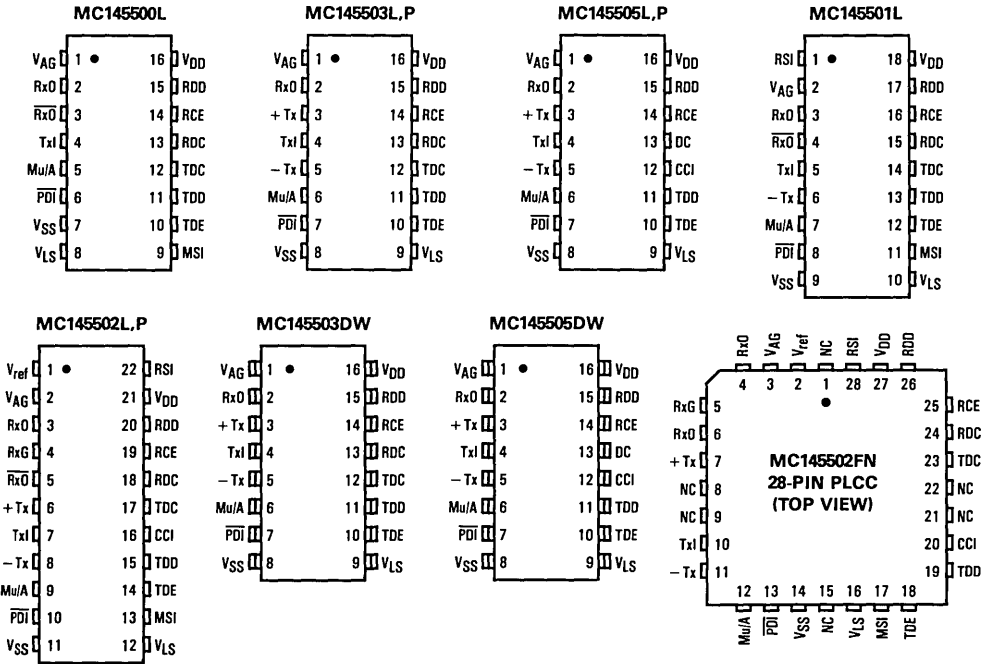 MC145500L
VAG 1 16 VDD
RxO 2 15 RDD
RxO 3 14 RCE
TxI 4 13 RDC
Mu/A 5 12 TDC
PDI 6 11 TDD
VSS 7 10 TDE
VLS 8 9 MSI
MC145503L,P
VAG 1 16 VDD
RxO 2 15 RDD
+Tx 3 14 RCE
TxI 4 13 RDC
−Tx 5 12 TDC
Mu/A 6 11 TDD
PDI 7 10 TDE
VSS 8 9 VLS
MC145505L,P
VAG 1 16 VDD
RxO 2 15 RDD
+Tx 3 14 RCE
TxI 4 13 DC
−Tx 5 12 CCI
Mu/A 6 11 TDD
PDI 7 10 TDE
VSS 8 9 VLS
MC145501L
RSI 1 18 VDD
VAG 2 17 RDD
RxO 3 16 RCE
RxO 4 15 RDC
TxI 5 14 TDC
−Tx 6 13 TDD
Mu/A 7 12 TDE
PDI 8 11 MSI
VSS 9 10 VLS
MC145502L,P
Vref 1 22 RSI
VAG 2 21 VDD
RxO 3 20 RDD
RxG 4 19 RCE
RxO 5 18 RDC
+Tx 6 17 TDC
TxI 7 16 CCI
−Tx 8 15 TDD
Mu/A 9 14 TDE
PDI 10 13 MSI
VSS 11 12 VLS
MC145503DW
VAG 1 16 VDD
RxO 2 15 RDD
+Tx 3 14 RCE
TxI 4 13 RDC
−Tx 5 12 TDC
Mu/A 6 11 TDD
PDI 7 10 TDE
VSS 8 9 VLS
MC145505DW
VAG 1 16 VDD
RxO 2 15 RDD
+Tx 3 14 RCE
TxI 4 13 DC
−Tx 5 12 CCI
Mu/A 6 11 TDD
PDI 7 10 TDE
VSS 8 9 VLS
RxO VAG Vref NC RSI VDD RDD
4 3 2 1 28 27 26
RxG 5 25 RCE
RxO 6 24 RDC
+Tx 7 23 TDC
NC 8 22 NC
NC 9 21 NC
TxI 10 20 CCI
−Tx 11 19 TDD
MC145502FN
28-PIN PLCC
(TOP VIEW)
12 13 14 15 16 17 18
Mu/A PDI VSS NC VLS MSI TDE